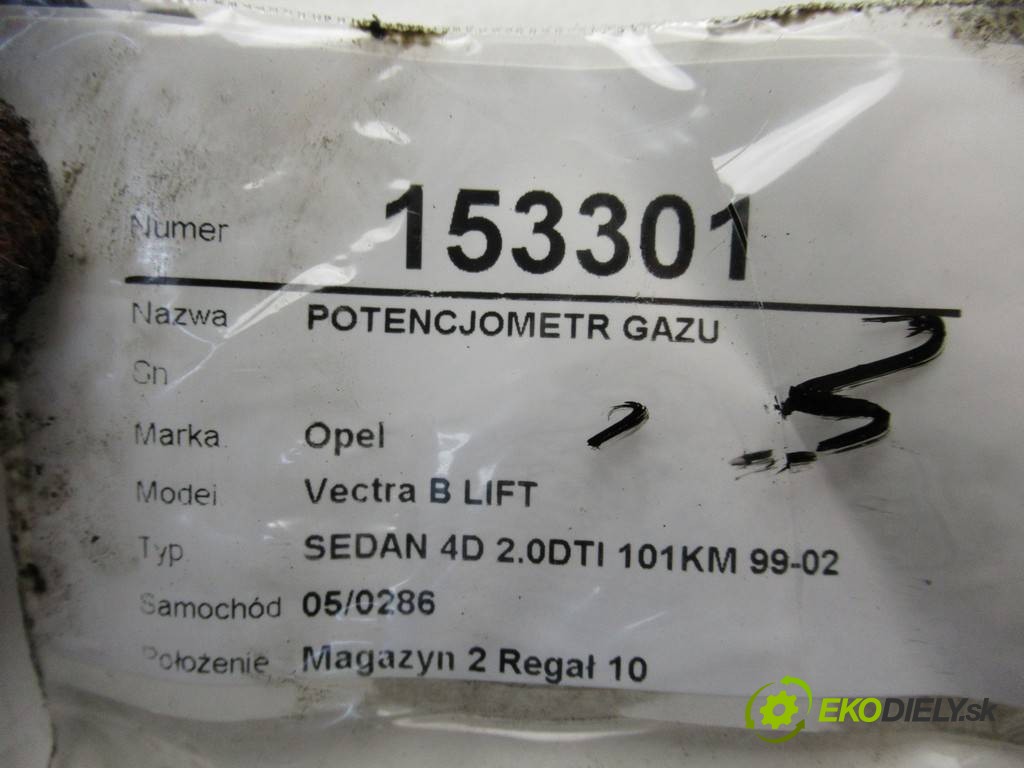 Numer 153301
Nazwa POTENCJOMETR GAZU
Sn
Marka Opel
Model Vectra B LIFT
Typ SEDAN 4D 2.0DTI 101KM 99-02
Samochód 05/0286
Położenie Magazyn 2 Regał 10
EKODIELY.sk